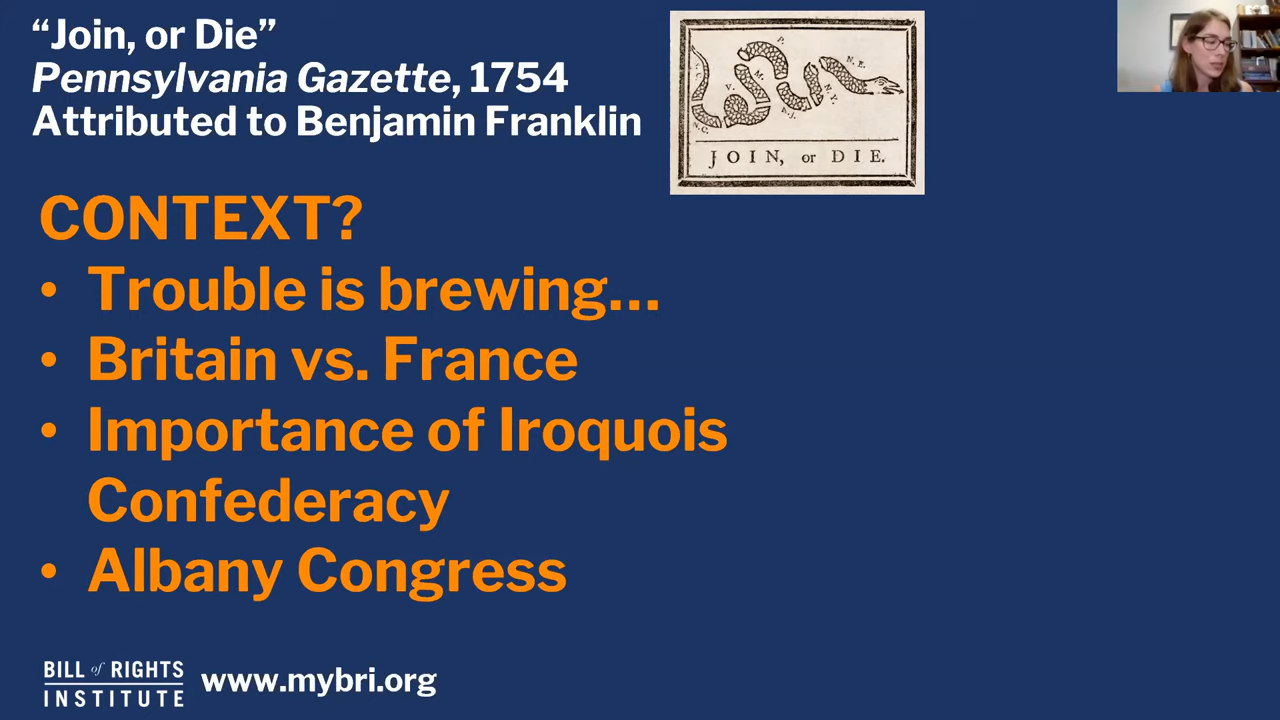 “Join, or Die”
Pennsylvania Gazette, 1754
Attributed to Benjamin Franklin
JOIN, or DIE.
N.E.
N.Y.
N.J.
P.
M.
V.
N.C.
CONTEXT?
• Trouble is brewing...
• Britain vs. France
• Importance of Iroquois
Confederacy
• Albany Congress
BILL of RIGHTS
INSTITUTE
www.mybri.org